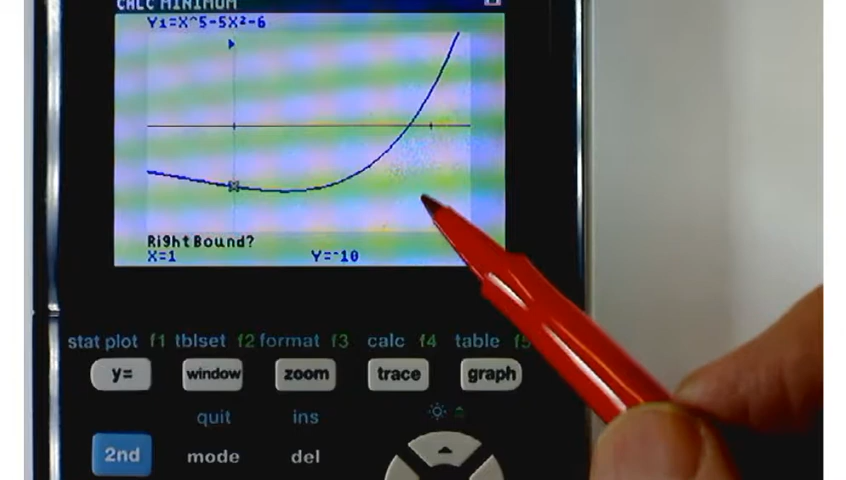 CALC MINIMUM
Y1=X^5-5X²-6
Right Bound?
X=1 Y=-10
stat plot f1 tblset f2 format f3 calc f4 table f5
y= window zoom trace graph
quit ins
2nd mode del